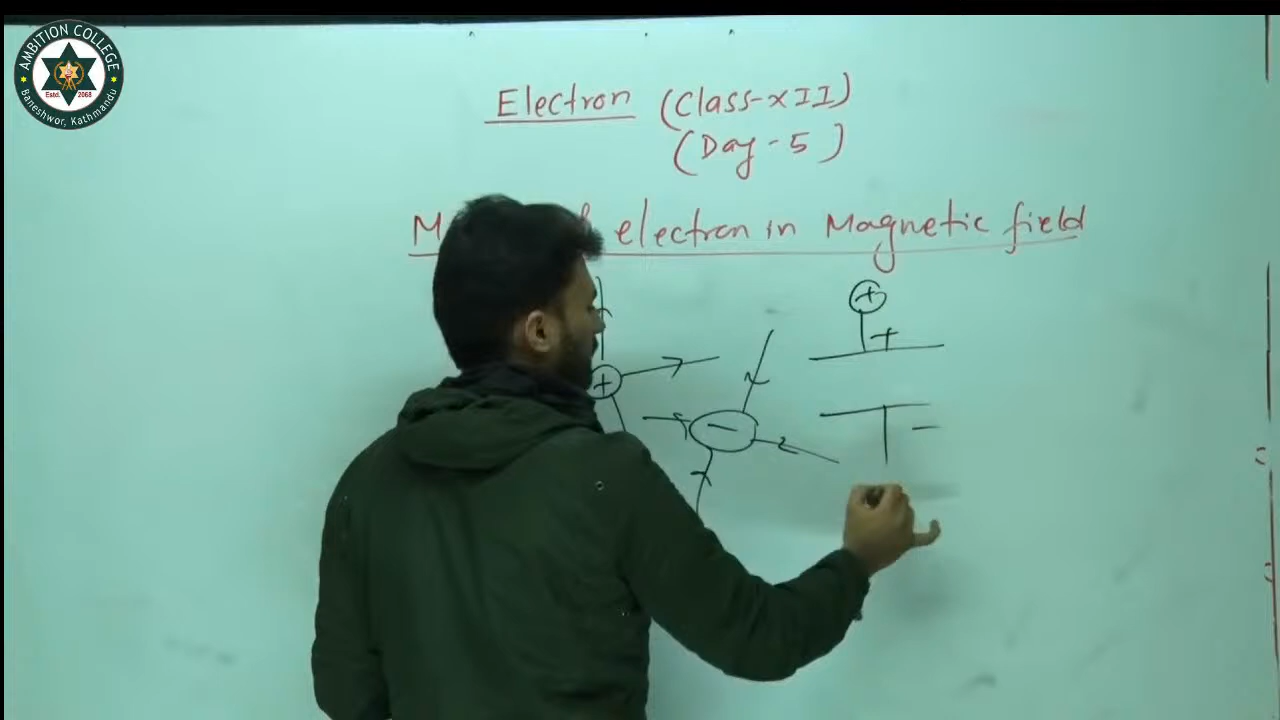 AMBITION COLLEGE
Estd. 2068
Baneshwor, Kathmandu
Electron (Class-XII)
(Day-5)
electron in Magnetic field
+
+
+
-
-